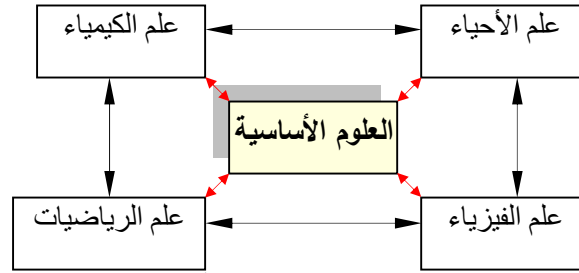 علم الأحياء
علم الكيمياء
العلوم الأساسية
علم الفيزياء
علم الرياضيات